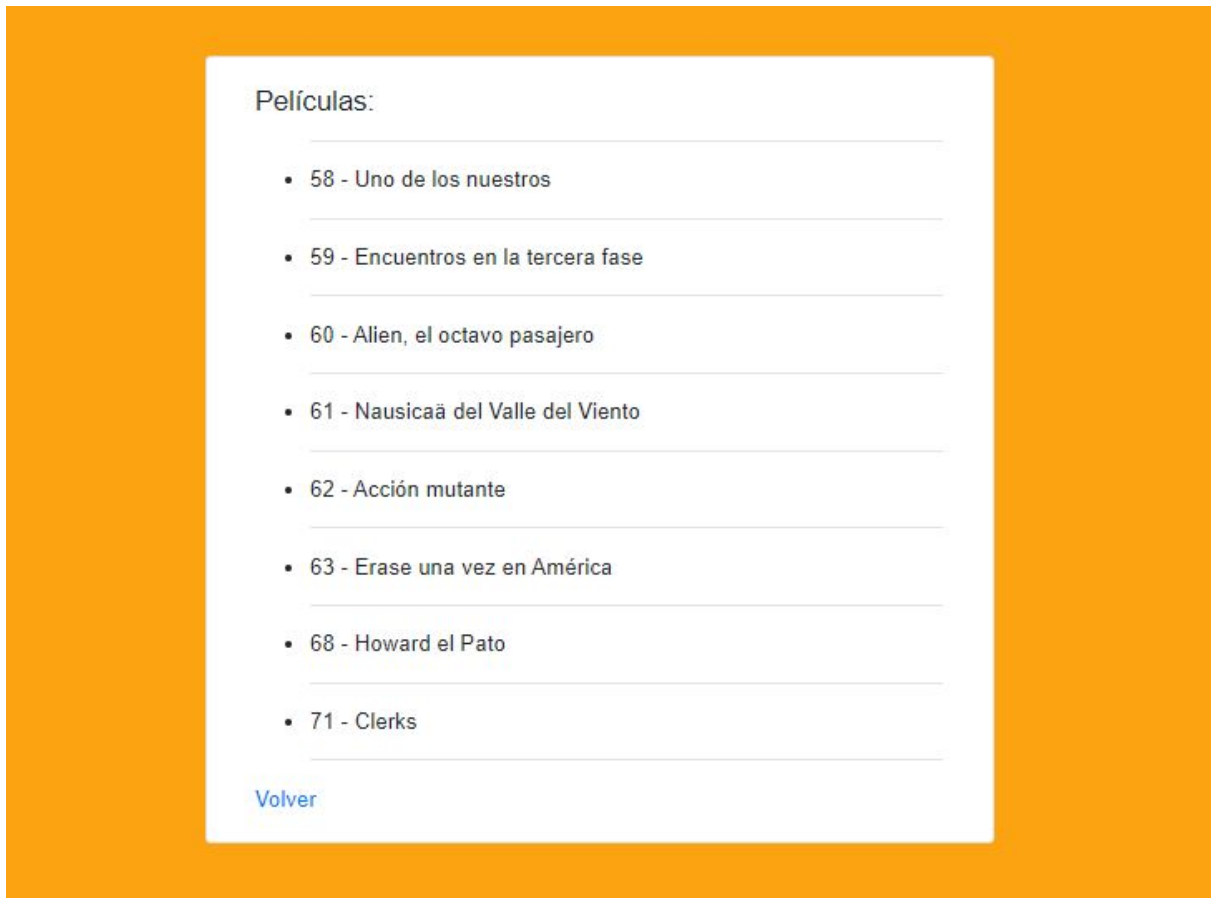 Películas:
58 - Uno de los nuestros
59 - Encuentros en la tercera fase
60 - Alien, el octavo pasajero
61 - Nausicaä del Valle del Viento
62 - Acción mutante
63 - Erase una vez en América
68 - Howard el Pato
71 - Clerks
Volver